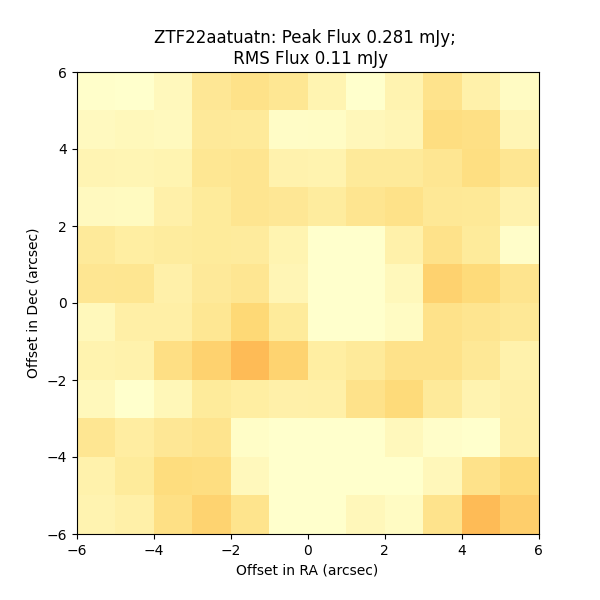 ZTF22aatuatn: Peak Flux 0.281 mJy;
RMS Flux 0.11 mJy
6
4
2
0
−2
−4
−6
Offset in Dec (arcsec)
−6 −4 −2 0 2 4 6
Offset in RA (arcsec)